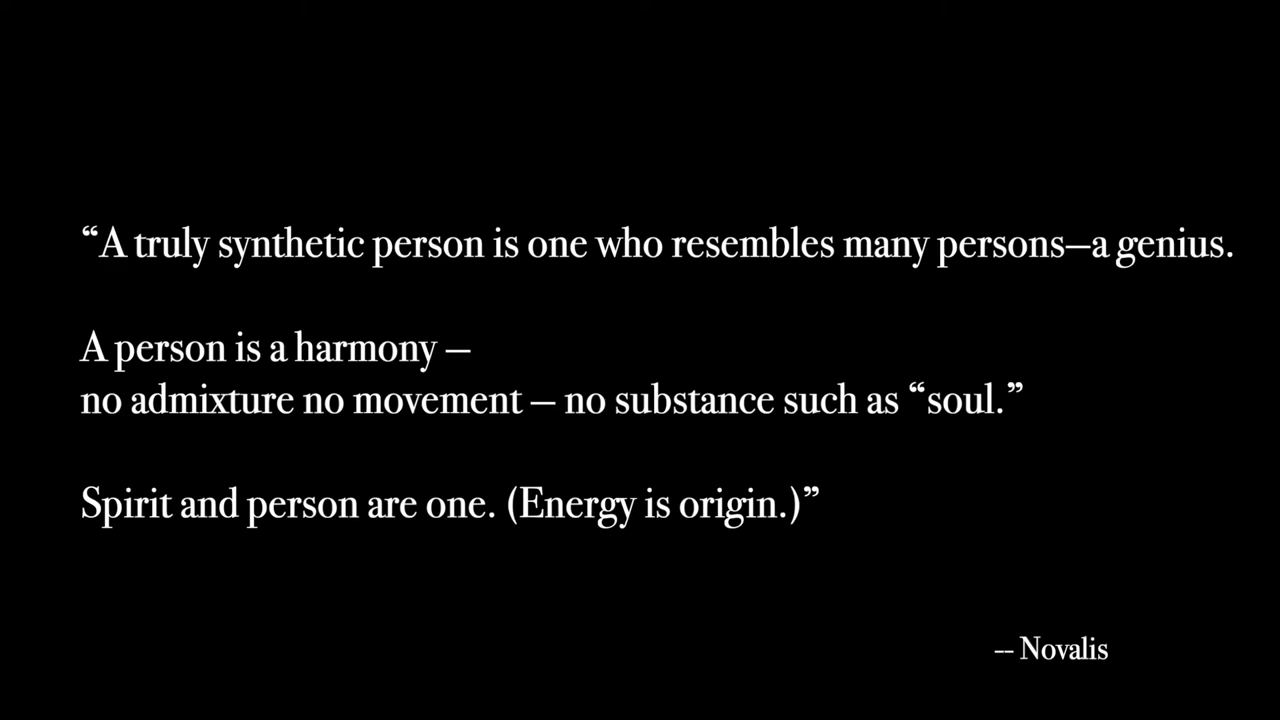 “A truly synthetic person is one who resembles many persons—a genius.
A person is a harmony –
no admixture no movement – no substance such as “soul.”
Spirit and person are one. (Energy is origin.)”
-- Novalis